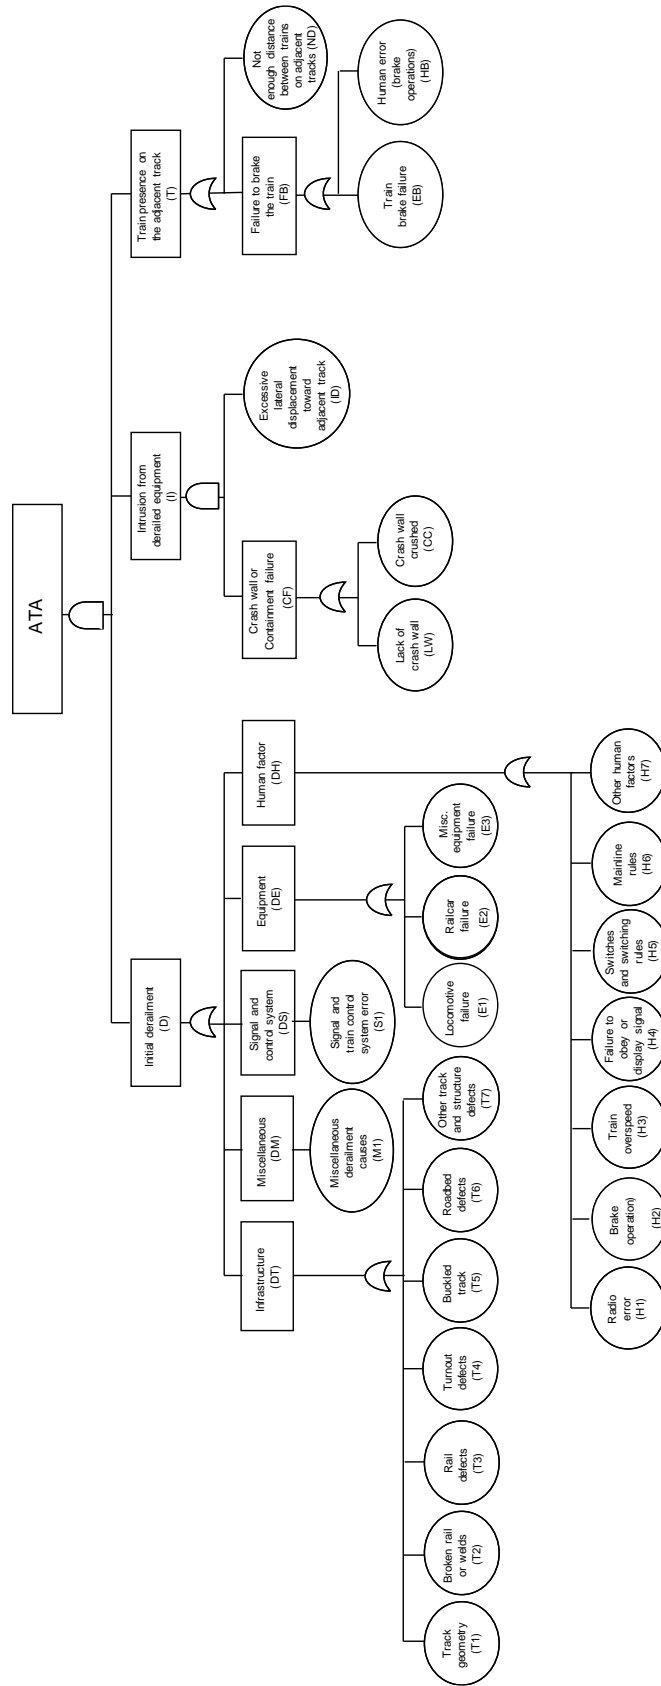 ATA
Initial derailment
(D)
Intrusion from
derailed equipment
(I)
Train presence on
the adjacent track
(T)
Infrastructure
(DT)
Miscellaneous
(DM)
Signal and
control system
(DS)
Equipment
(DE)
Human factor
(DH)
Crash wall or
Containment failure
(CF)
Excessive
lateral
displacement
toward
adjacent track
(ID)
Failure to brake
the train
(FB)
Not
enough distance
between trains
on adjacent
tracks (ND)
Miscellaneous
derailment
causes
(M1)
Signal and
train control
system error
(S1)
Lack of
crash wall
(LW)
Crash wall
crushed
(CC)
Train
brake failure
(EB)
Human error
(brake
operations)
(HB)
Track
geometry
(T1)
Broken rail
or welds
(T2)
Rail
defects
(T3)
Turnout
defects
(T4)
Buckled
track
(T5)
Roadbed
defects
(T6)
Other track
and structure
defects
(T7)
Locomotive
failure
(E1)
Railcar
failure
(E2)
Misc.
equipment
failure
(E3)
Radio
error
(H1)
Brake
operation)
(H2)
Train
overspeed
(H3)
Failure to
obey or
display signal
(H4)
Switches
and switching
rules
(H5)
Mainline
rules
(H6)
Other human
factors
(H7)